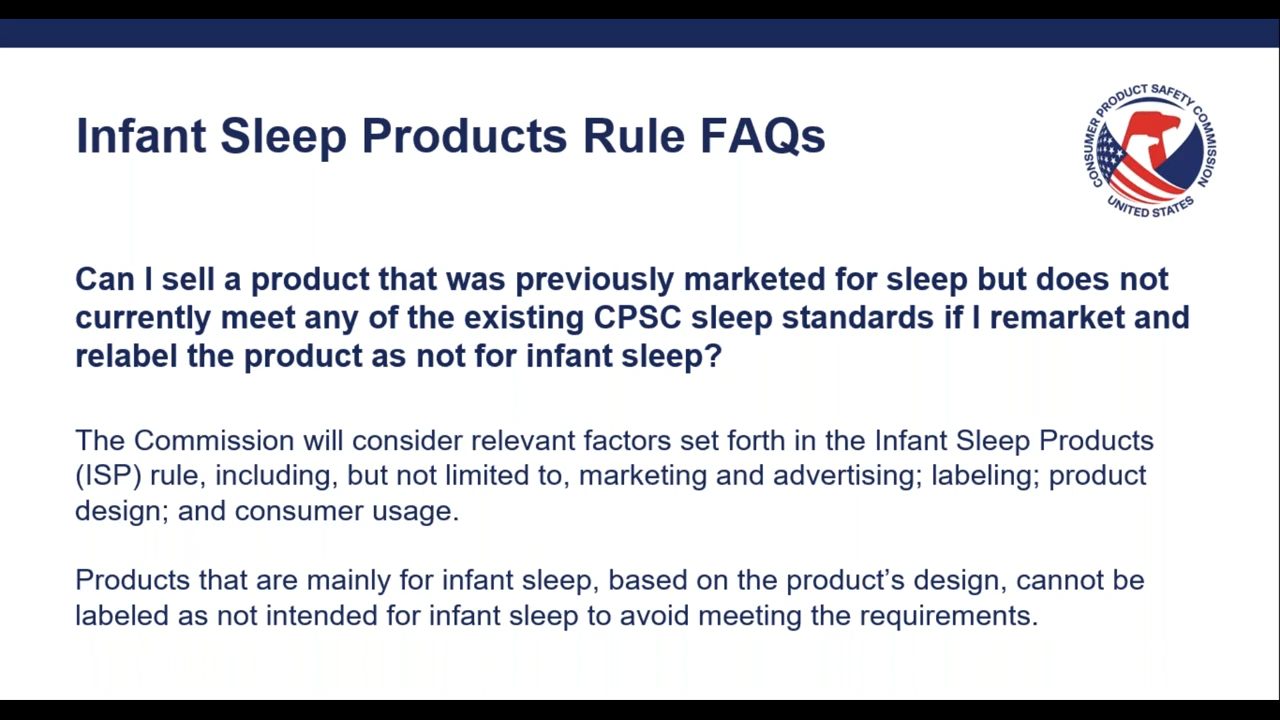 Infant Sleep Products Rule FAQs
CONSUMER PRODUCT SAFETY COMMISSION
UNITED STATES
Can I sell a product that was previously marketed for sleep but does not
currently meet any of the existing CPSC sleep standards if I remarket and
relabel the product as not for infant sleep?
The Commission will consider relevant factors set forth in the Infant Sleep Products
(ISP) rule, including, but not limited to, marketing and advertising; labeling; product
design; and consumer usage.
Products that are mainly for infant sleep, based on the product’s design, cannot be
labeled as not intended for infant sleep to avoid meeting the requirements.